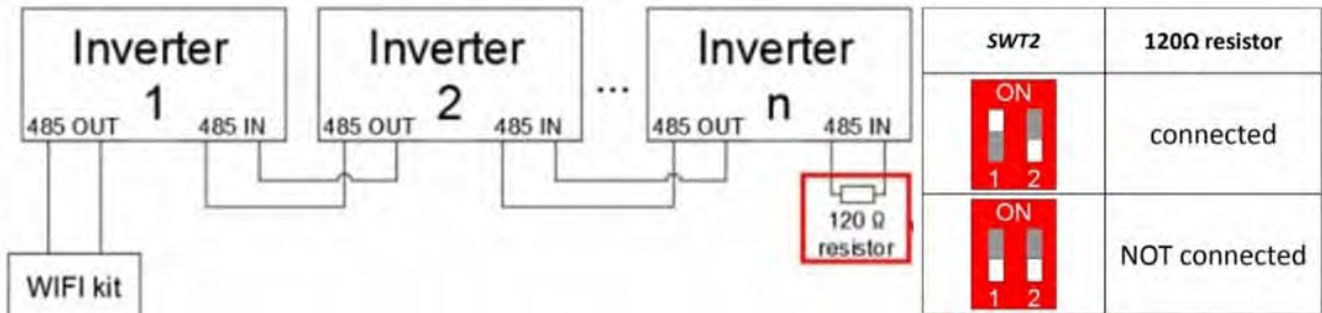 Inverter
1
485 OUT
485 IN
Inverter
2
485 OUT
485 IN
...
Inverter
n
485 OUT
485 IN
120 Ω
resistor
WIFI kit
SWT2
120Ω resistor
ON
1 2
connected
ON
1 2
NOT connected